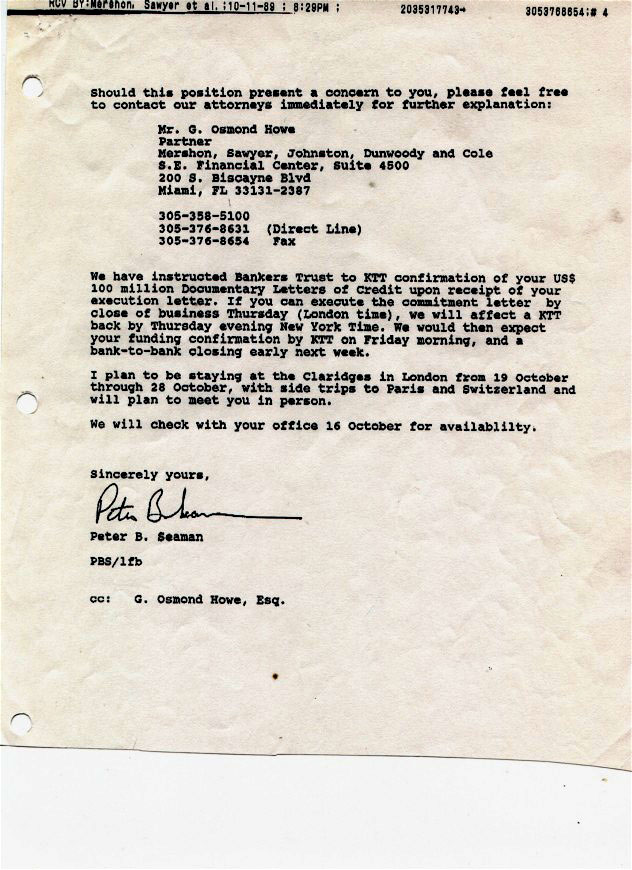 RCV BY:Mershon, Sawyer et al. ;10-11-89 ; 8:29PM ; 2035317743→ 3053768654;# 4
Should this position present a concern to you, please feel free
to contact our attorneys immediately for further explanation:
Mr. G. Osmond Howe
Partner
Mershon, Sawyer, Johnston, Dunwoody and Cole
S.E. Financial Center, Suite 4500
200 S. Biscayne Blvd
Miami, FL 33131-2387
305-358-5100
305-376-8631 (Direct Line)
305-376-8654 Fax
We have instructed Bankers Trust to KTT confirmation of your US$
100 million Documentary Letters of Credit upon receipt of your
execution letter. If you can execute the commitment letter by
close of business Thursday (London time), we will affect a KTT
back by Thursday evening New York Time. We would then expect
your funding confirmation by KTT on Friday morning, and a
bank-to-bank closing early next week.
I plan to be staying at the Claridges in London from 19 October
through 28 October, with side trips to Paris and Switzerland and
will plan to meet you in person.
We will check with your office 16 October for availablilty.
Sincerely yours,
Peter B. Seaman
Peter B. Seaman
PBS/lfb
cc: G. Osmond Howe, Esq.